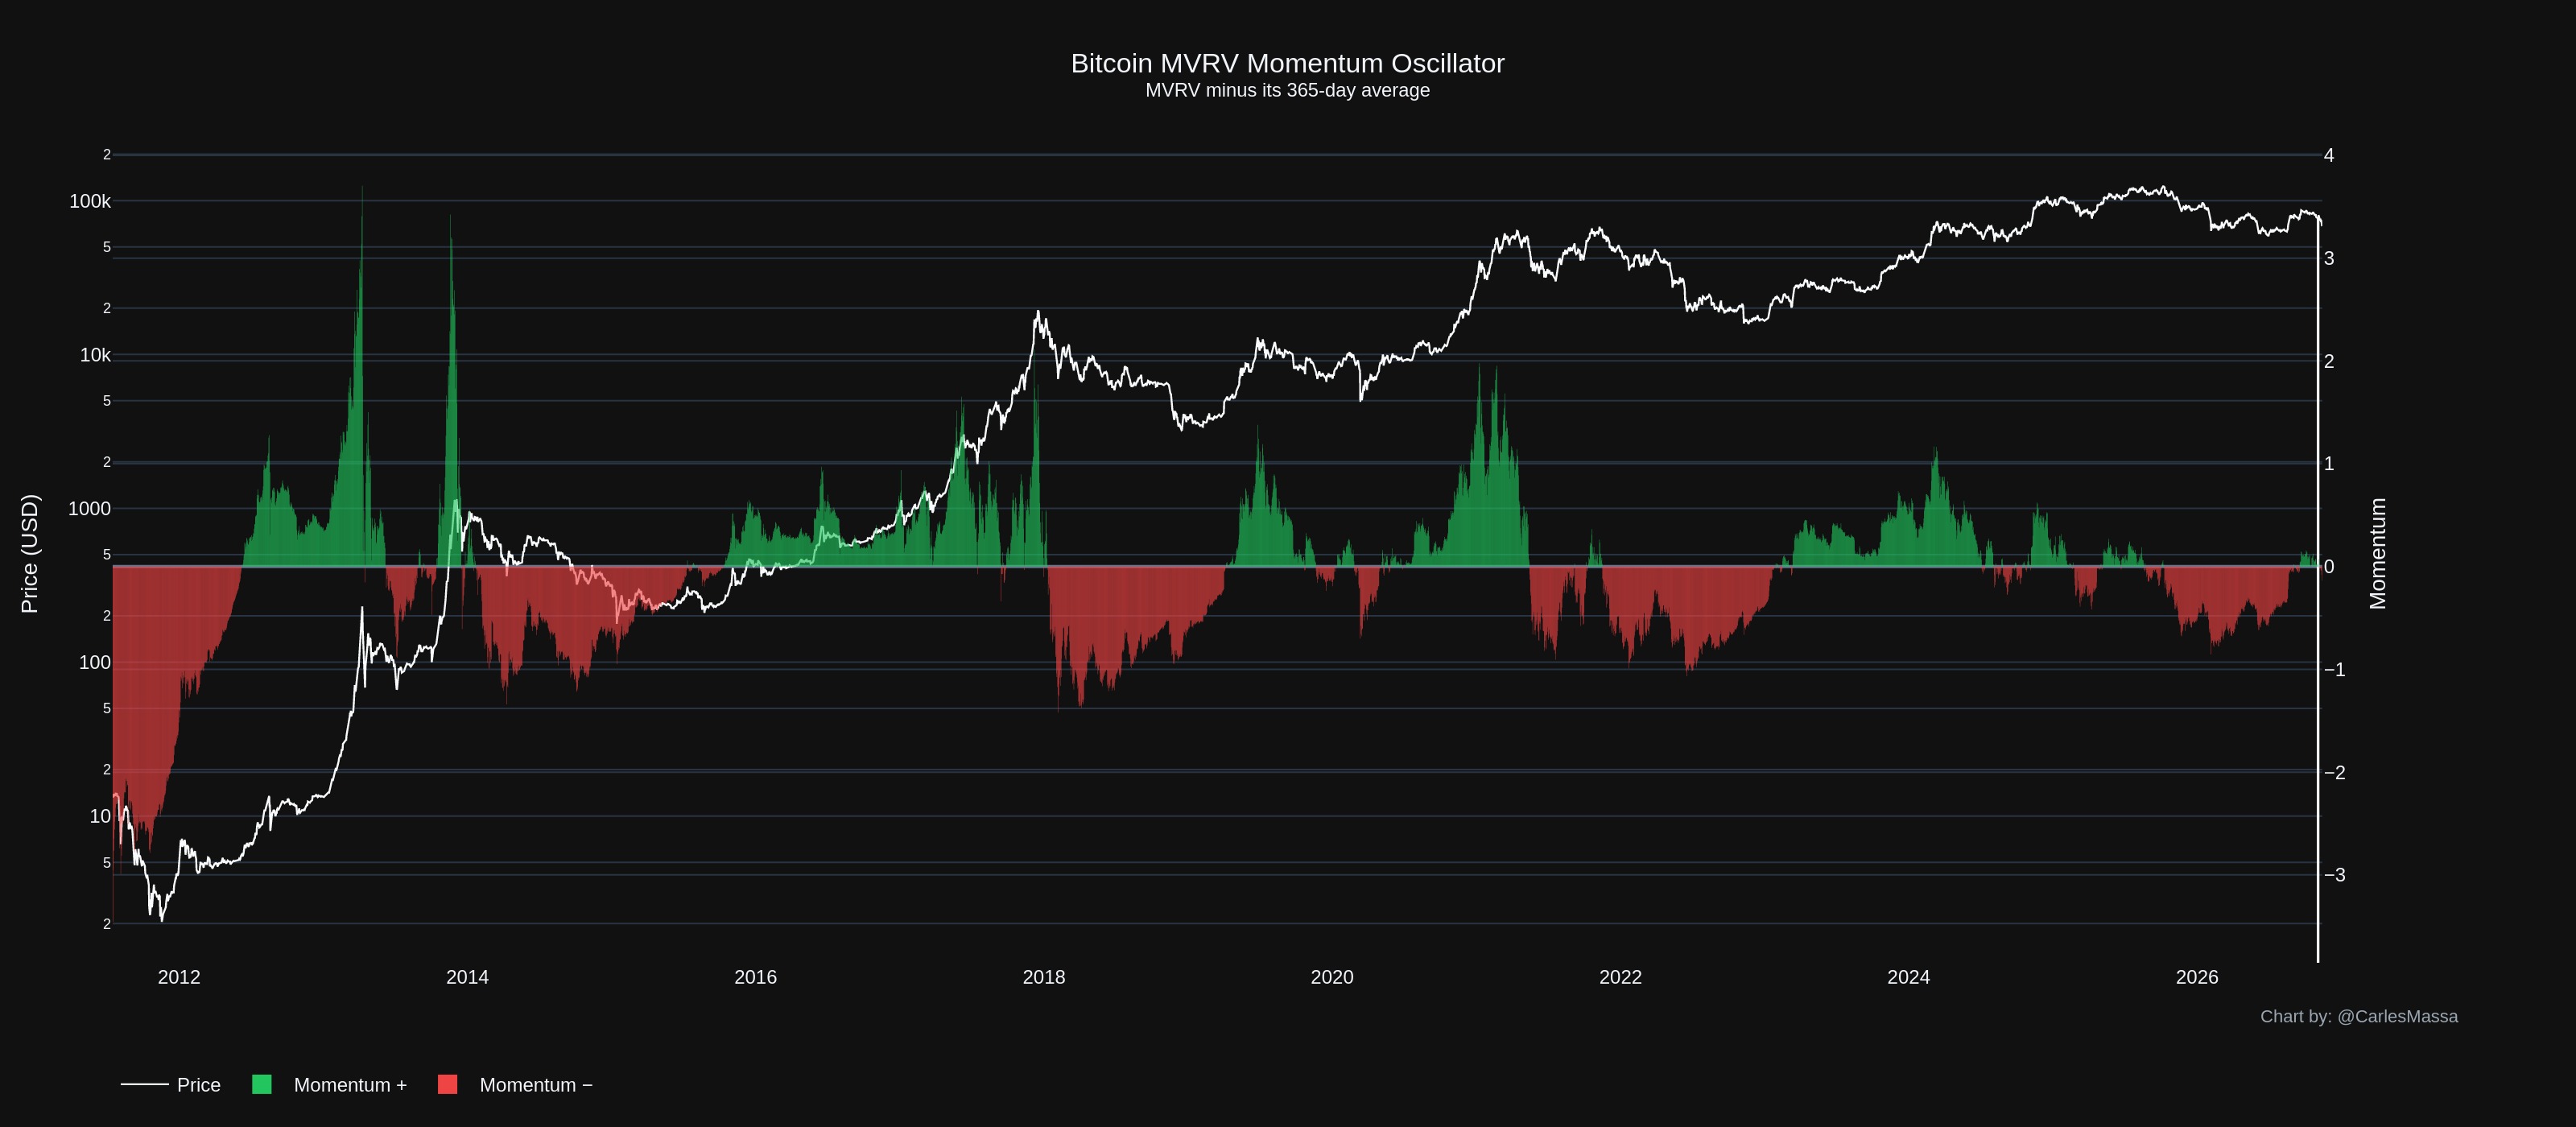 Bitcoin MVRV Momentum Oscillator
MVRV minus its 365-day average
Price (USD)
2
100k
5
2
10k
5
2
1000
5
2
100
5
2
10
5
2
4
3
2
1
0
−1
−2
−3
Momentum
2012 2014 2016 2018 2020 2022 2024 2026
Chart by: @CarlesMassa
Price Momentum + Momentum −